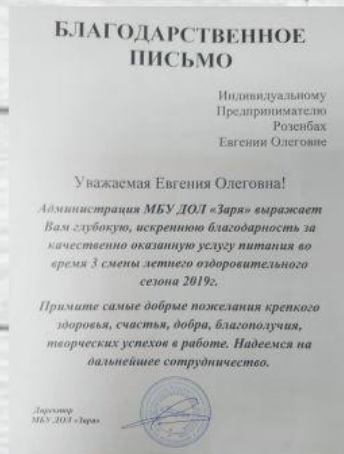 БЛАГОДАРСТВЕННОЕ
ПИСЬМО
Индивидуальному
Предпринимателю
Розенбах
Евгении Олеговне
Уважаемая Евгения Олеговна!
Администрация МБУ ДОЛ «Заря» выражает
Вам глубокую, искреннюю благодарность за
качественно оказанную услугу питания во
время 3 смены летнего оздоровительного
сезона 2019г.
Примите самые добрые пожелания крепкого
здоровья, счастья, добра, благополучия,
творческих успехов в работе. Надеемся на
дальнейшее сотрудничество.
Директор
МБУ ДОЛ «Заря»